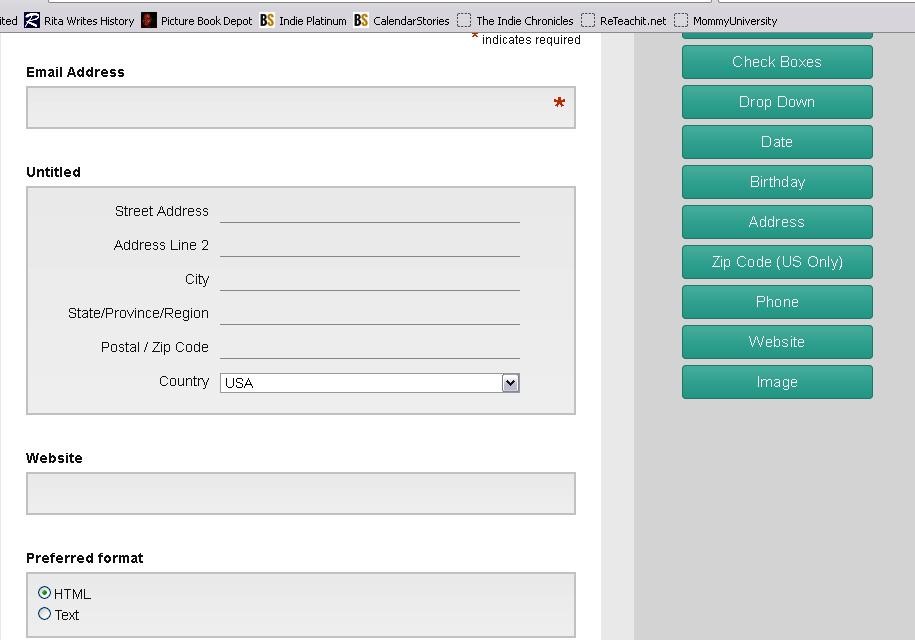 ited Rita Writes History Picture Book Depot BS Indie Platinum BS CalendarStories The Indie Chronicles ReTeachit.net MommyUniversity
* indicates required
Email Address
*
Untitled
Street Address
Address Line 2
City
State/Province/Region
Postal / Zip Code
Country USA
Website
Preferred format
HTML
Text
Check Boxes
Drop Down
Date
Birthday
Address
Zip Code (US Only)
Phone
Website
Image